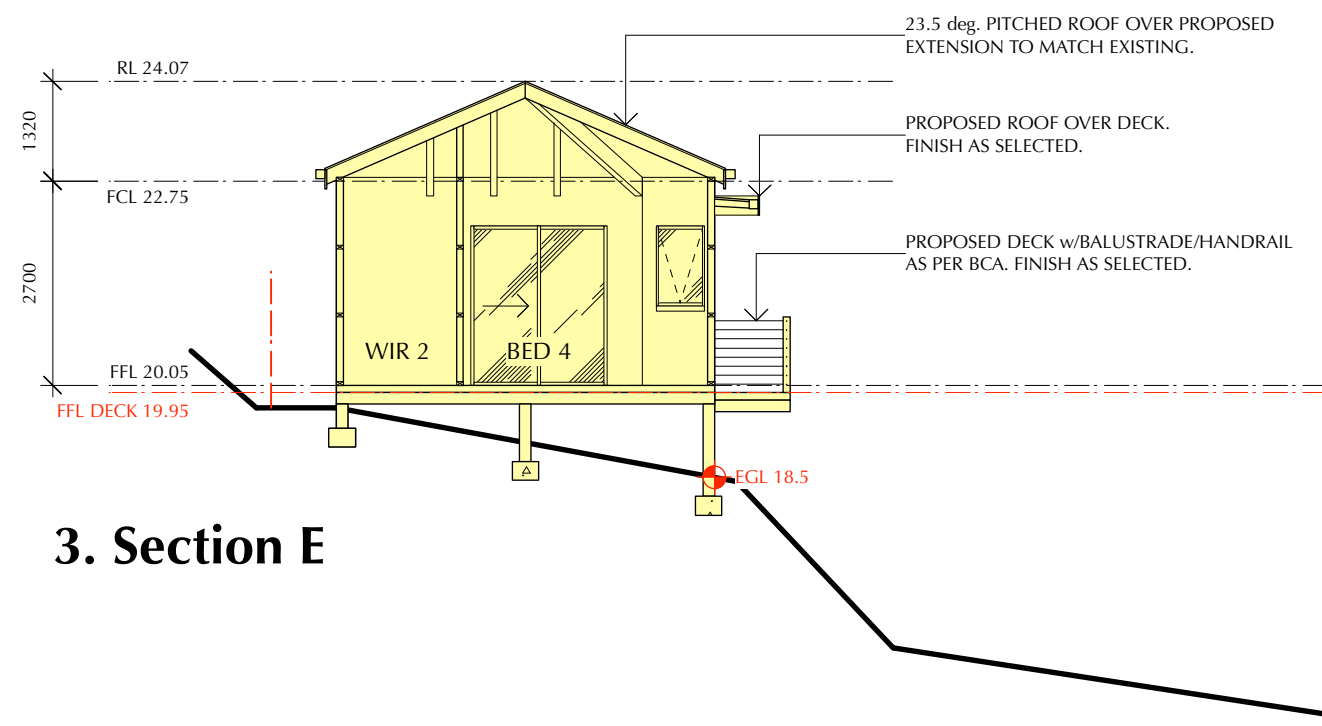 23.5 deg. PITCHED ROOF OVER PROPOSED
EXTENSION TO MATCH EXISTING.
RL 24.07
1320
PROPOSED ROOF OVER DECK.
FINISH AS SELECTED.
FCL 22.75
PROPOSED DECK w/BALUSTRADE/HANDRAIL
AS PER BCA. FINISH AS SELECTED.
2700
WIR 2
BED 4
FFL 20.05
FFL DECK 19.95
EGL 18.5
3. Section E